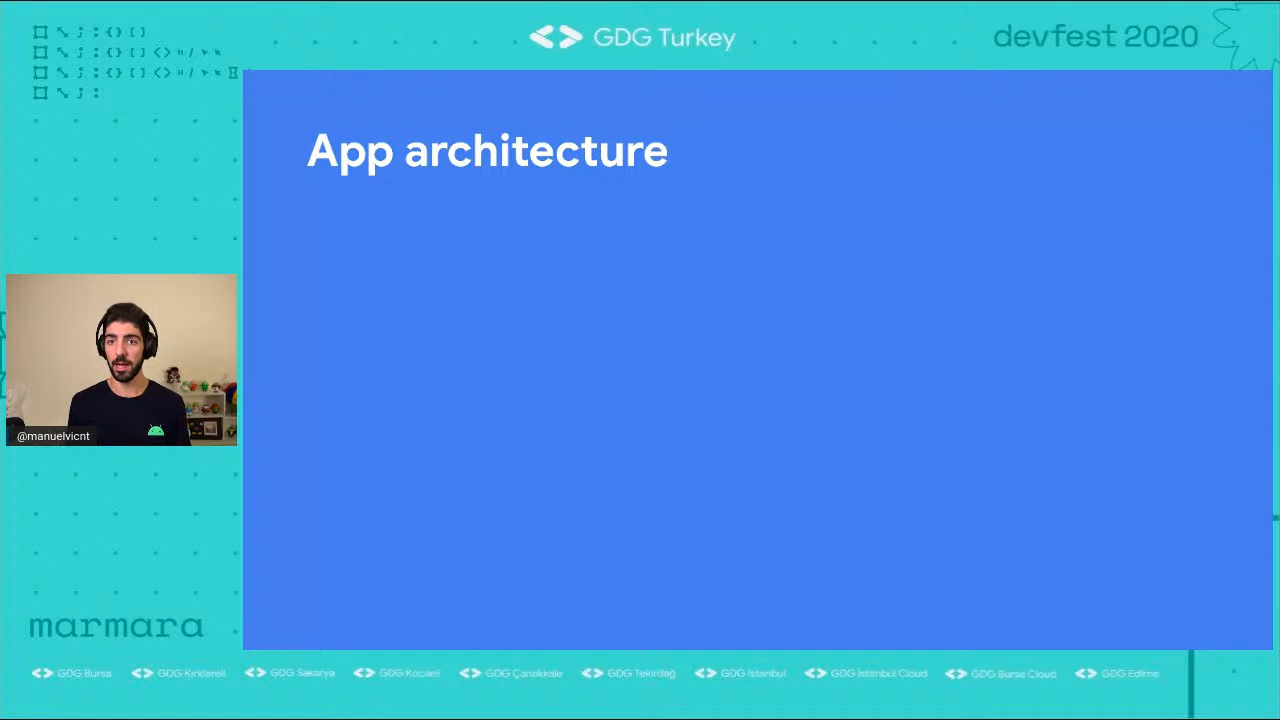 GDG Turkey
devfest 2020
App architecture
@manuelvicnt
marmara
GDG Bursa
GDG Kırklareli
GDG Sakarya
GDG Kocaeli
GDG Çanakkale
GDG Tekirdağ
GDG İstanbul
GDG İstanbul Cloud
GDG Bursa Cloud
GDG Edirne